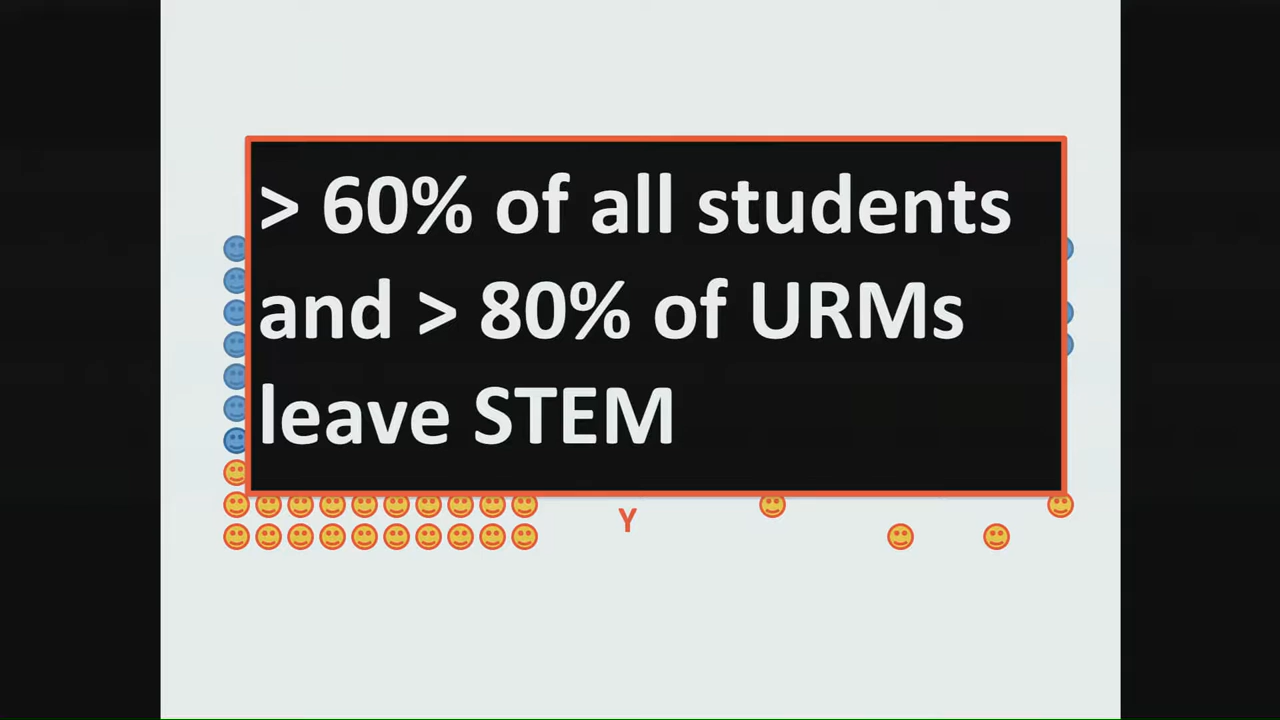 > 60% of all students
and > 80% of URMs
leave STEM
Y